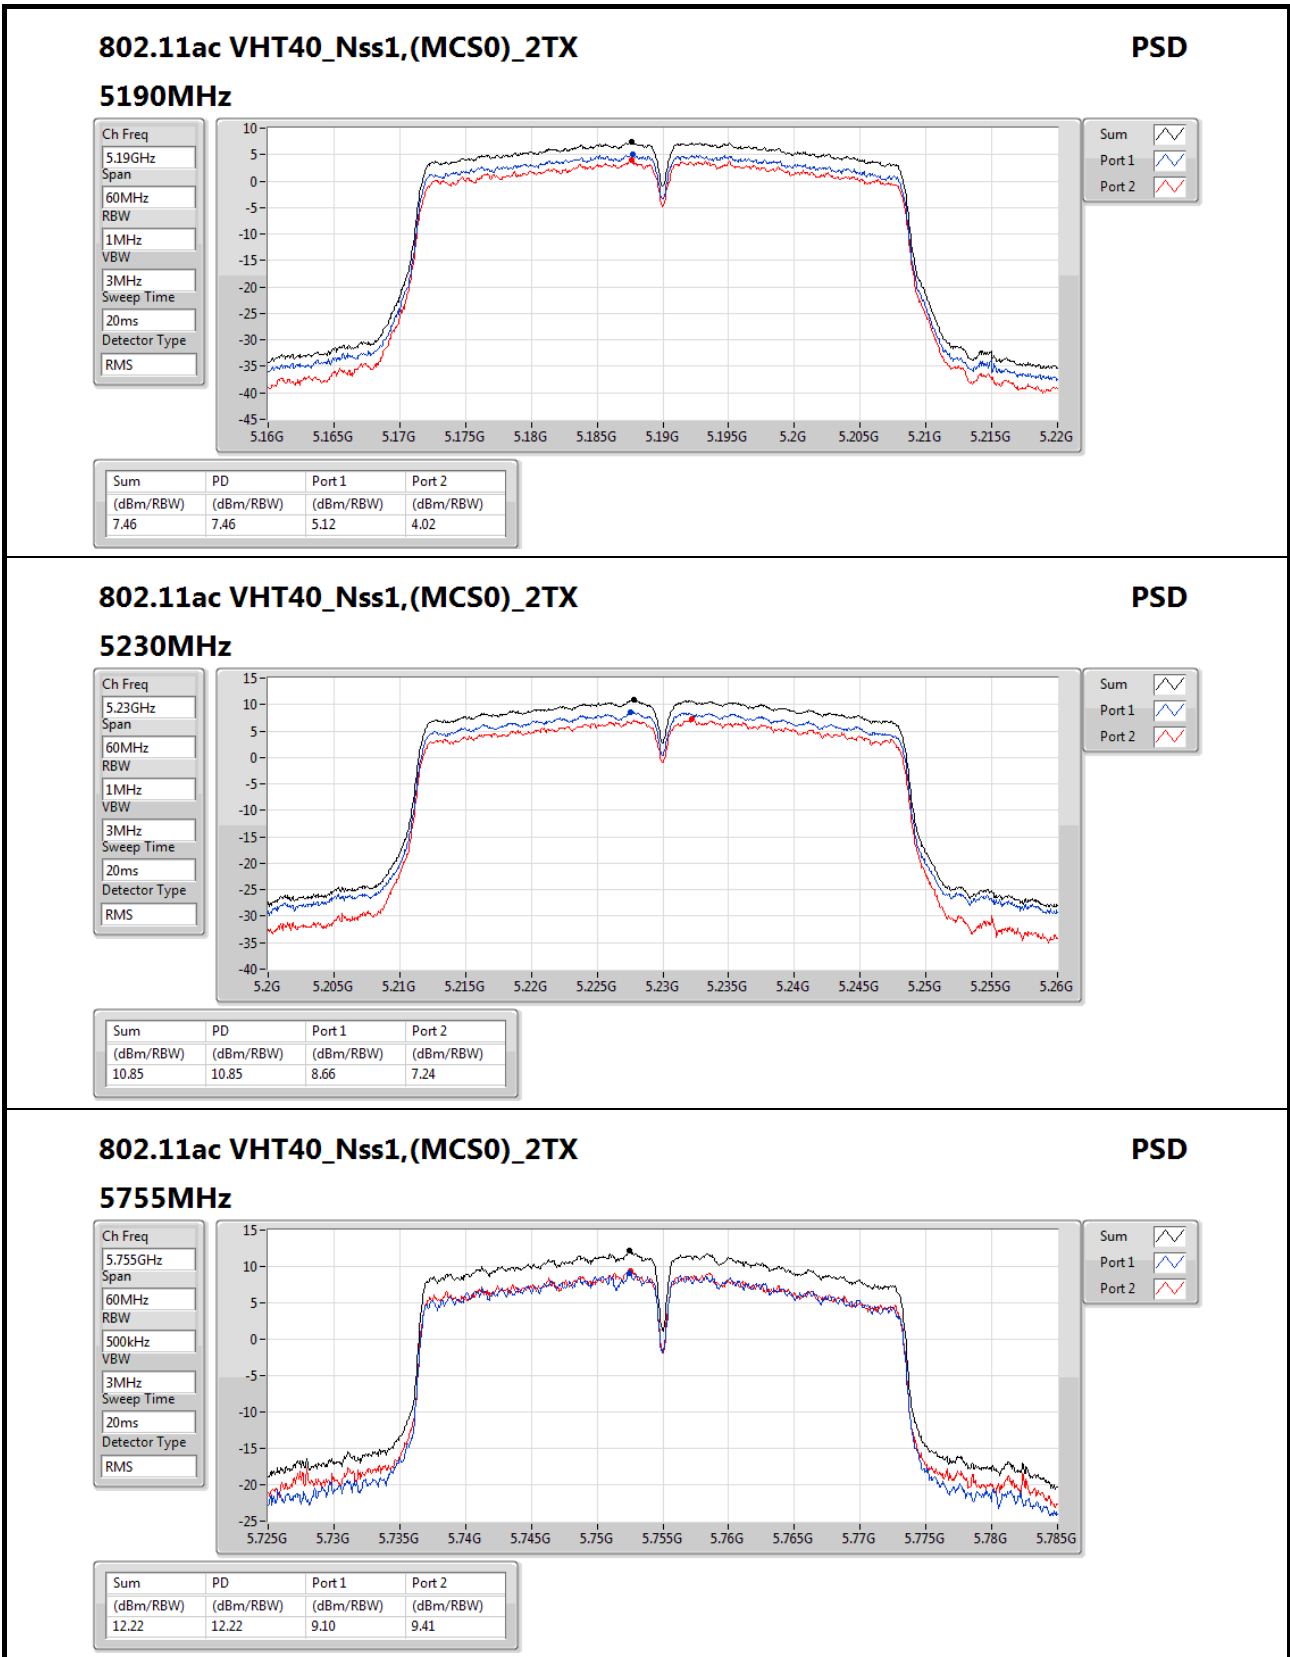 802.11ac VHT40_Nss1,(MCS0)_2TX PSD
5190MHz
Ch Freq
5.19GHz
Span
60MHz
RBW
1MHz
VBW
3MHz
Sweep Time
20ms
Detector Type
RMS
10
5
0
-5
-10
-15
-20
-25
-30
-35
-40
-45
5.16G 5.165G 5.17G 5.175G 5.18G 5.185G 5.19G 5.195G 5.2G 5.205G 5.21G 5.215G 5.22G
Sum
Port 1
Port 2
Sum PD Port 1 Port 2
(dBm/RBW) (dBm/RBW) (dBm/RBW) (dBm/RBW)
7.46 7.46 5.12 4.02
802.11ac VHT40_Nss1,(MCS0)_2TX PSD
5230MHz
Ch Freq
5.23GHz
Span
60MHz
RBW
1MHz
VBW
3MHz
Sweep Time
20ms
Detector Type
RMS
15
10
5
0
-5
-10
-15
-20
-25
-30
-35
-40
5.2G 5.205G 5.21G 5.215G 5.22G 5.225G 5.23G 5.235G 5.24G 5.245G 5.25G 5.255G 5.26G
Sum
Port 1
Port 2
Sum PD Port 1 Port 2
(dBm/RBW) (dBm/RBW) (dBm/RBW) (dBm/RBW)
10.85 10.85 8.66 7.24
802.11ac VHT40_Nss1,(MCS0)_2TX PSD
5755MHz
Ch Freq
5.755GHz
Span
60MHz
RBW
500kHz
VBW
3MHz
Sweep Time
20ms
Detector Type
RMS
15
10
5
0
-5
-10
-15
-20
-25
5.725G 5.73G 5.735G 5.74G 5.745G 5.75G 5.755G 5.76G 5.765G 5.77G 5.775G 5.78G 5.785G
Sum
Port 1
Port 2
Sum PD Port 1 Port 2
(dBm/RBW) (dBm/RBW) (dBm/RBW) (dBm/RBW)
12.22 12.22 9.10 9.41